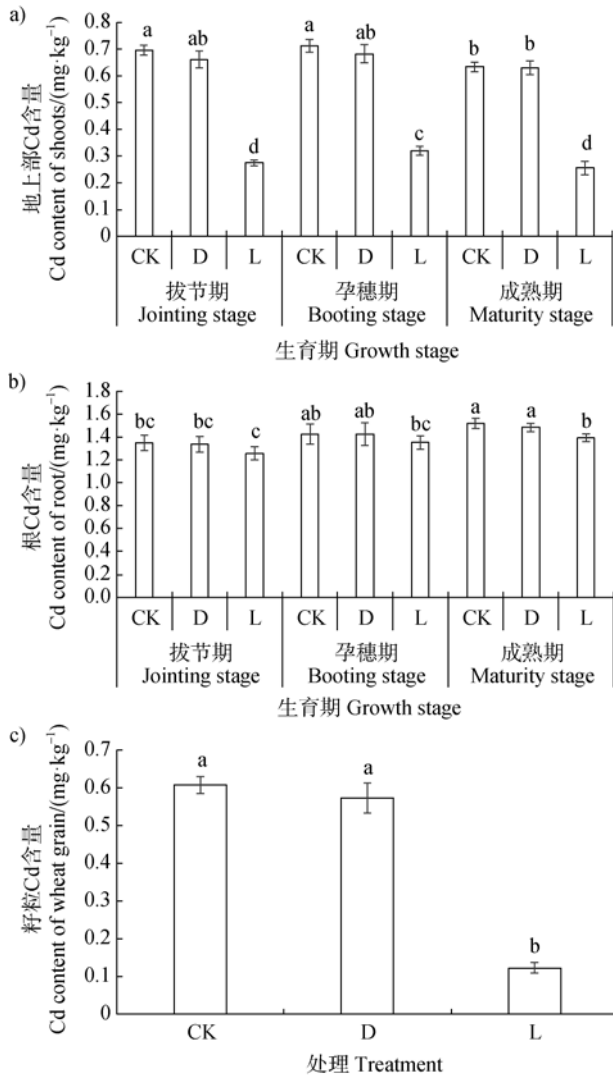 a)
地上部Cd含量
Cd content of shoots/(mg·kg⁻¹)
0.8
0.7
0.6
0.5
0.4
0.3
0.2
0.1
0
a
ab
d
a
ab
c
b
b
d
CK D L CK D L CK D L
拔节期 孕穗期 成熟期
Jointing stage Booting stage Maturity stage
生育期 Growth stage
b)
根Cd含量
Cd content of root/(mg·kg⁻¹)
1.8
1.6
1.4
1.2
1.0
0.8
0.6
0.4
0.2
0.0
bc
bc
c
ab
ab
bc
a
a
b
CK D L CK D L CK D L
拔节期 孕穗期 成熟期
Jointing stage Booting stage Maturity stage
生育期 Growth stage
c)
籽粒Cd含量
Cd content of wheat grain/(mg·kg⁻¹)
0.7
0.6
0.5
0.4
0.3
0.2
0.1
0
a
a
b
CK D L
处理 Treatment